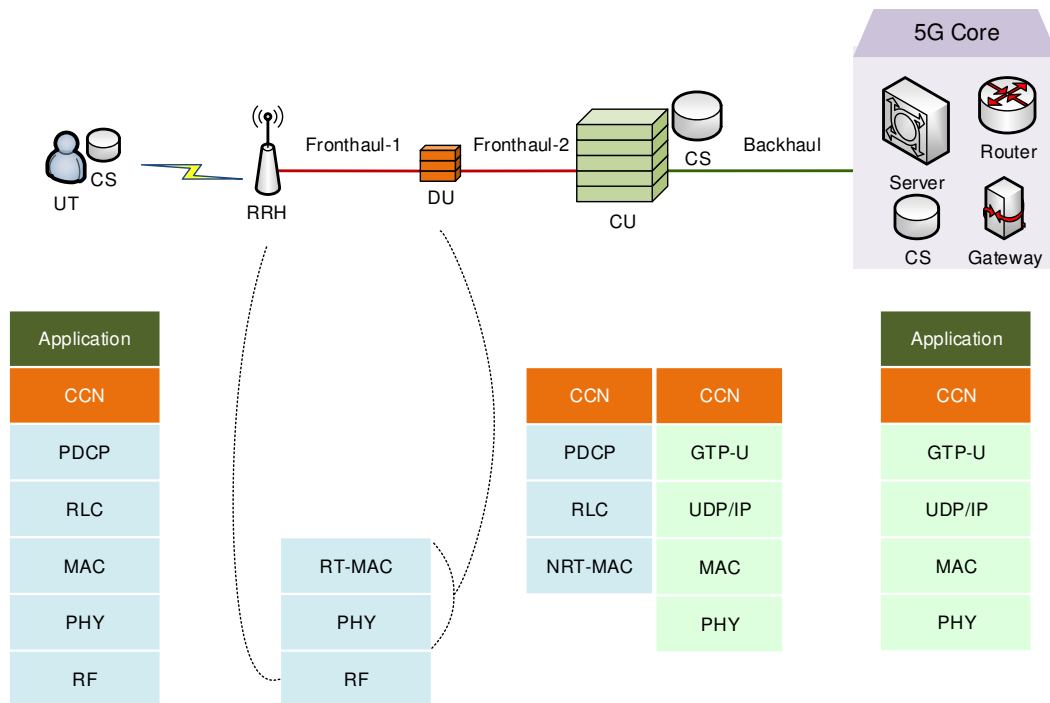 5G Core
Fronthaul-1
Fronthaul-2
Backhaul
CS
UT
RRH
DU
CU
CS
Server
Router
CS
Gateway
Application
CCN
PDCP
RLC
MAC
PHY
RF
RT-MAC
PHY
RF
CCN
PDCP
RLC
NRT-MAC
CCN
GTP-U
UDP/IP
MAC
PHY
Application
CCN
GTP-U
UDP/IP
MAC
PHY